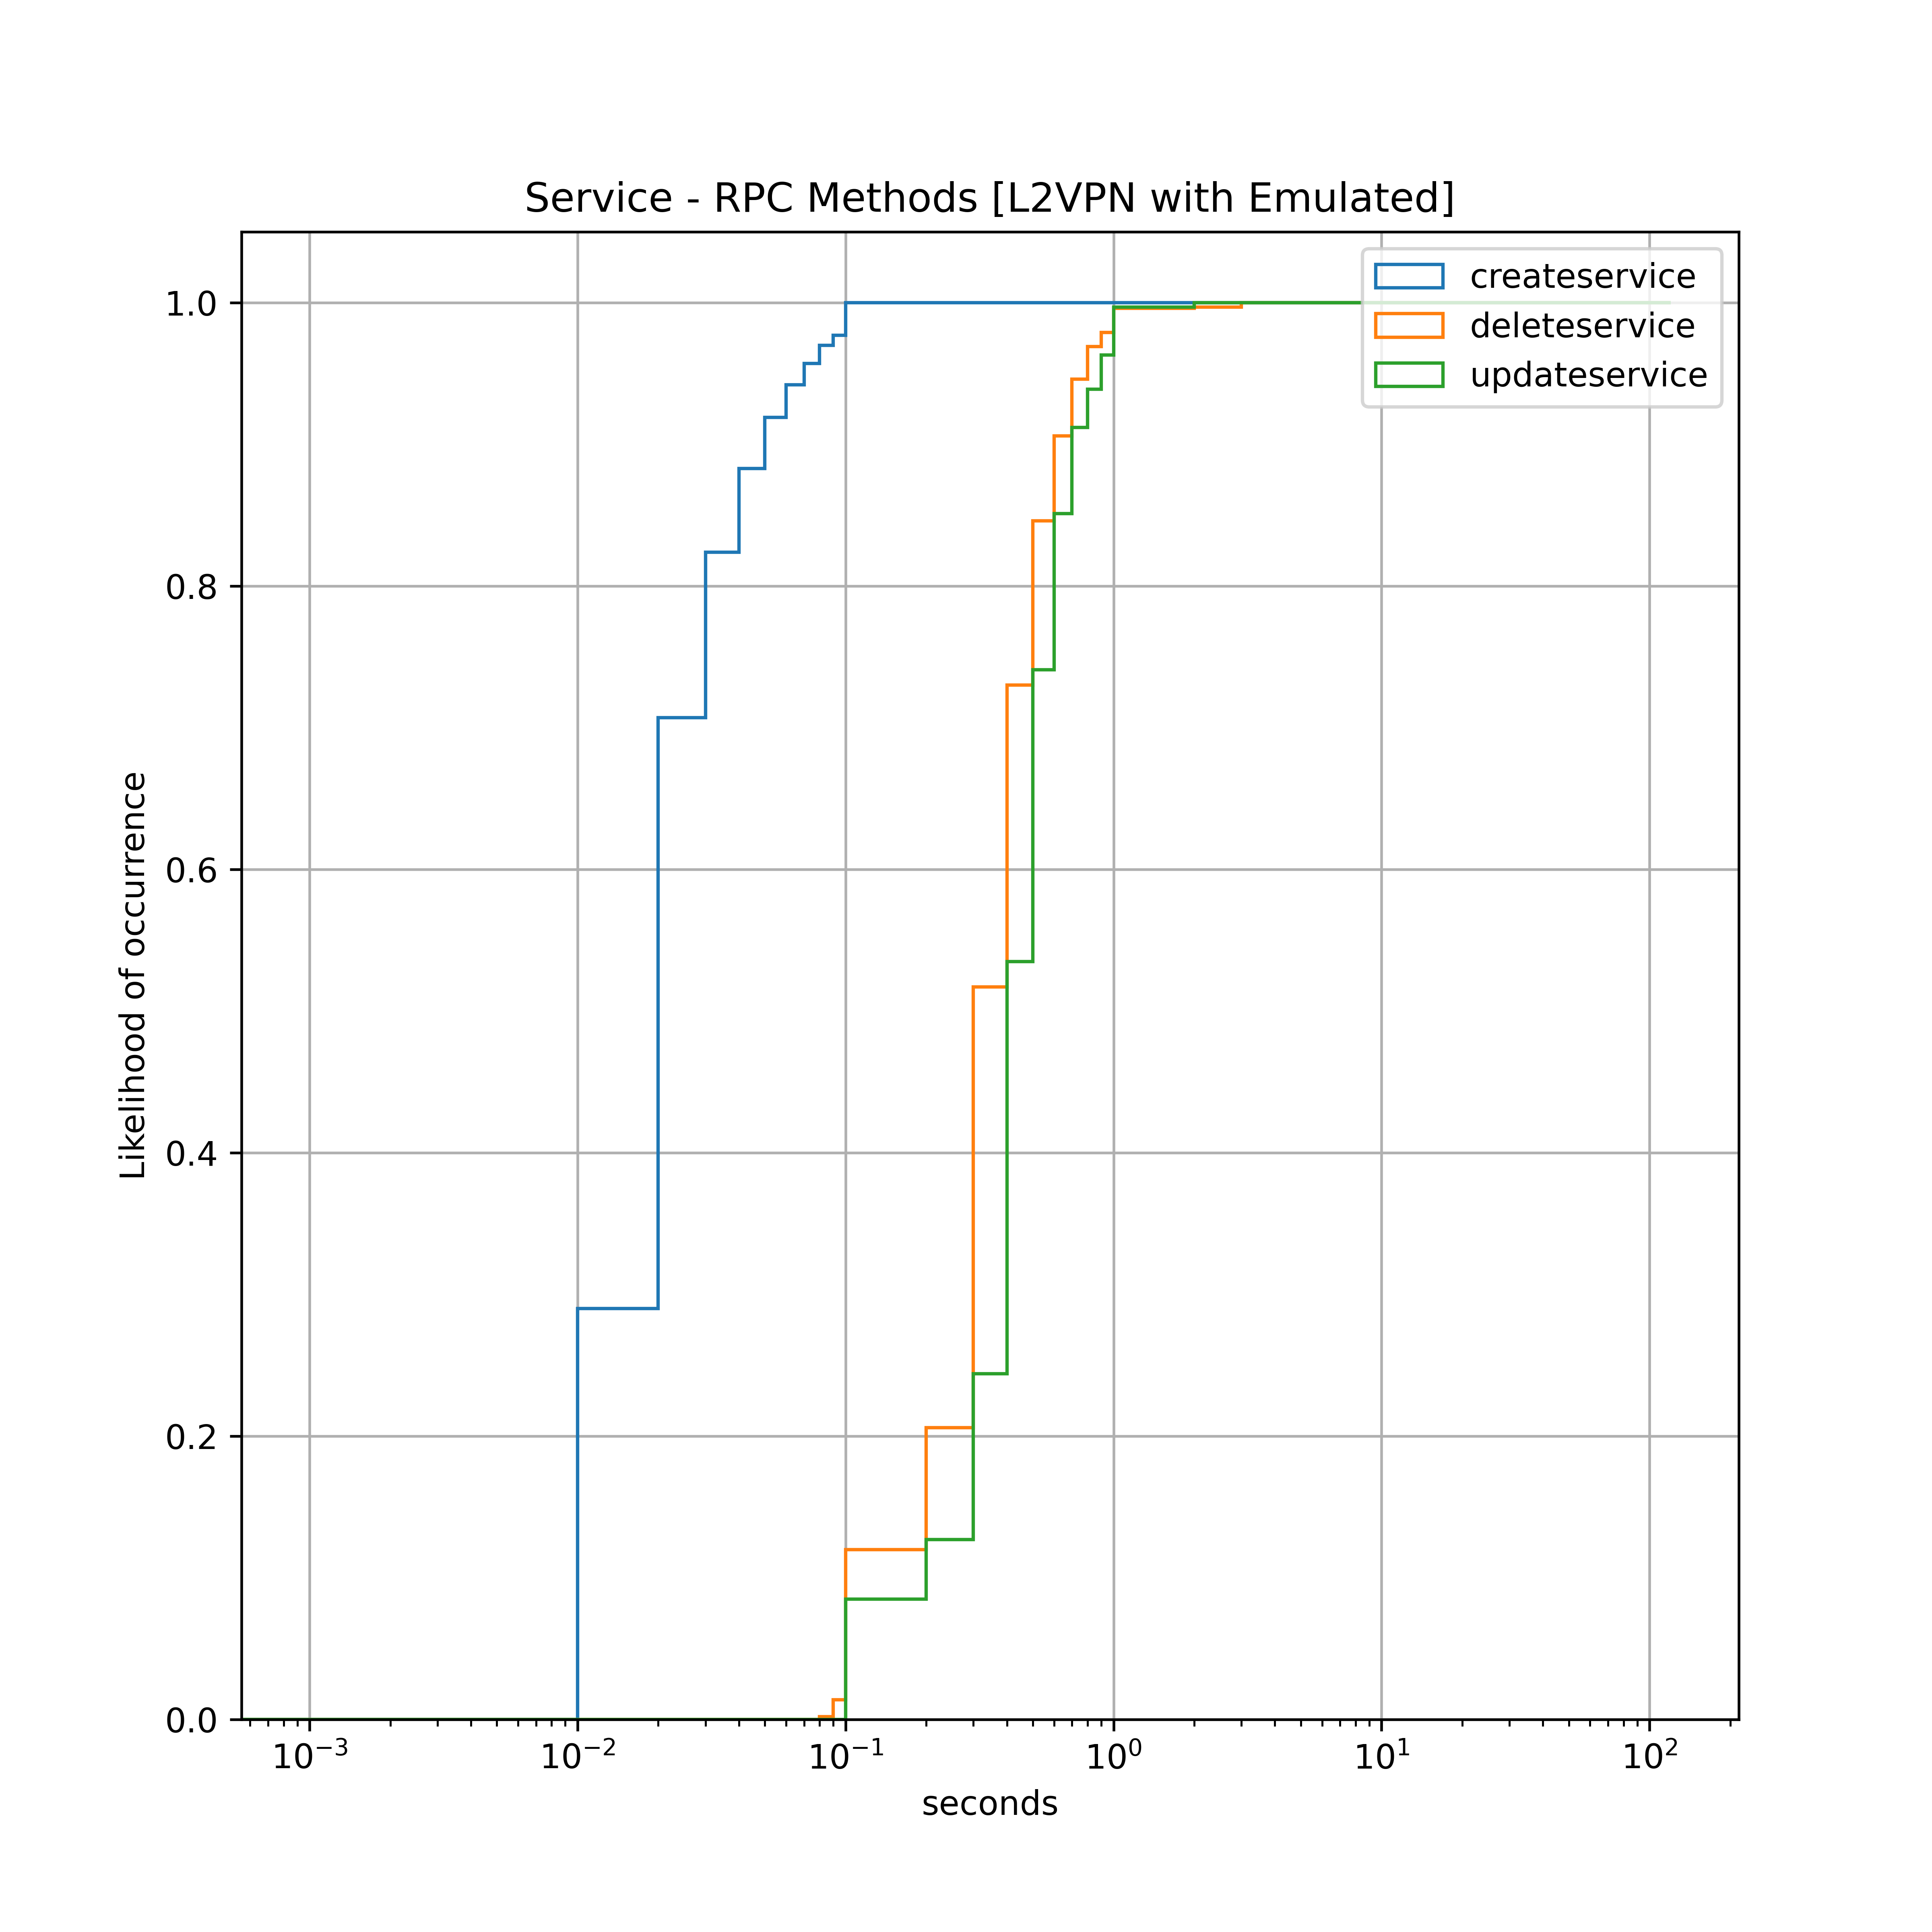 Service - RPC Methods [L2VPN with Emulated]
createservice
deleteservice
updateservice
1.0
0.8
0.6
0.4
0.2
0.0
Likelihood of occurrence
10⁻³ 10⁻² 10⁻¹ 10⁰ 10¹ 10²
seconds